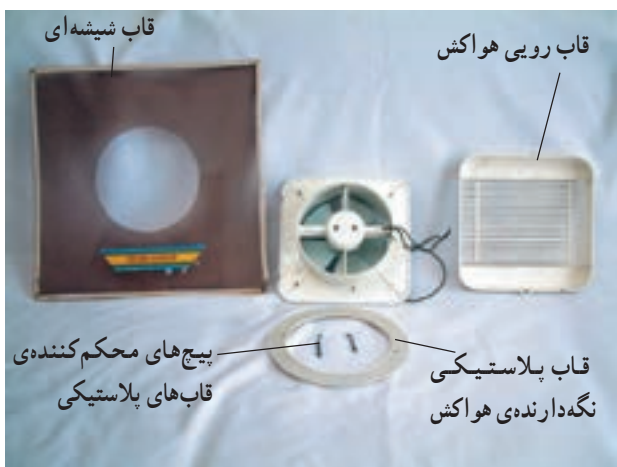 قاب شیشه‌ای
قاب رویی هواکش
پیچ‌های محکم‌کننده‌ی
قاب‌های پلاستیکی
قاب پلاستیکی
نگه‌دارنده‌ی هواکش